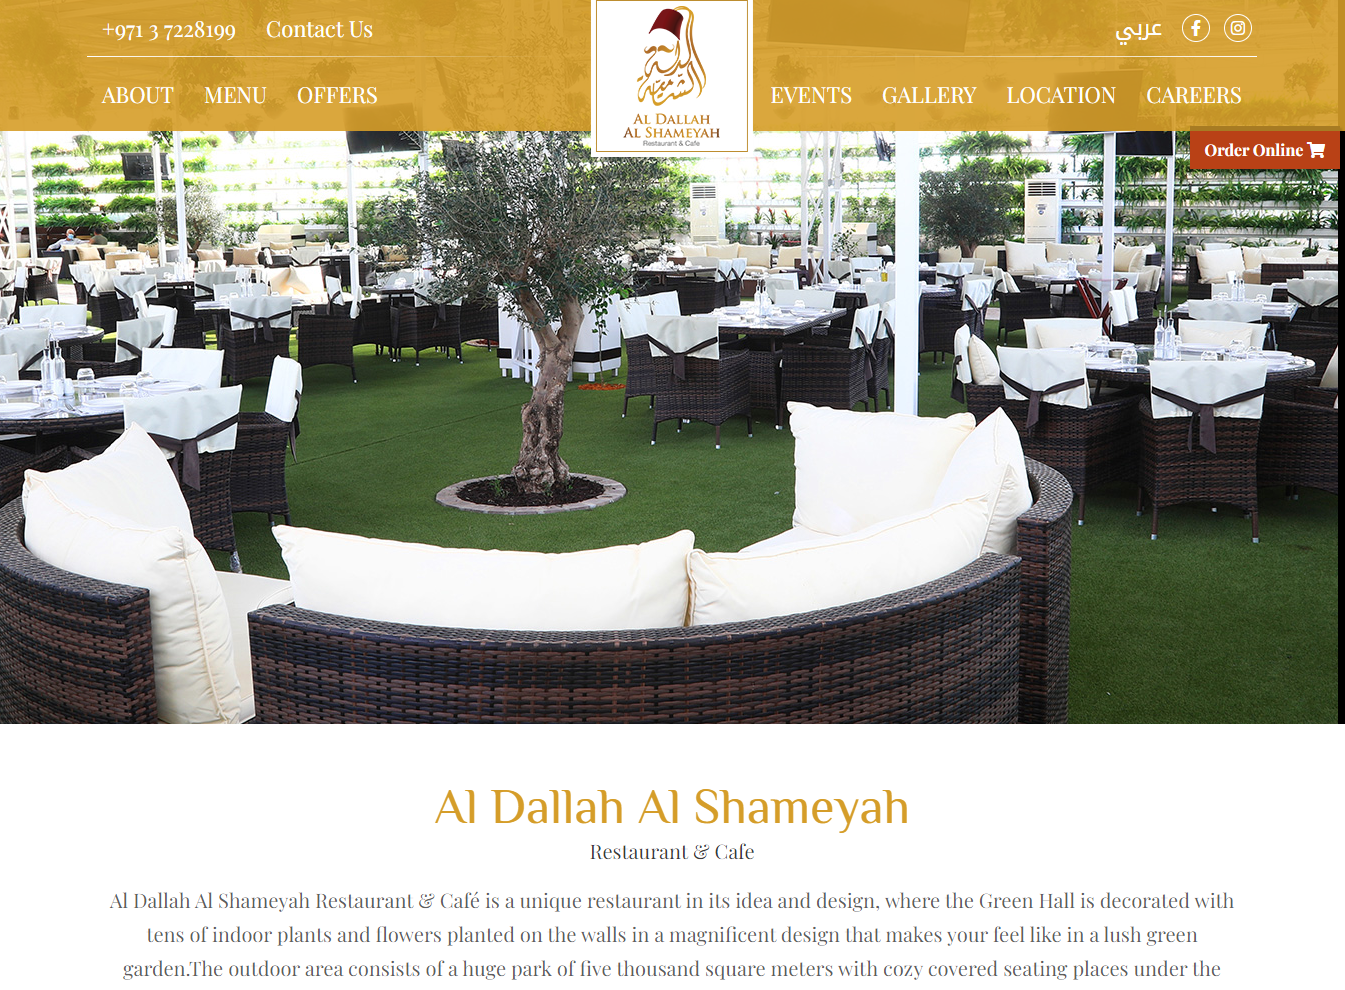 +971 3 7228199 Contact Us
عربي
ABOUT MENU OFFERS
الدلة
الشامية
AL DALLAH
AL SHAMEYAH
Restaurant & Cafe
EVENTS GALLERY LOCATION CAREERS
Order Online
Al Dallah Al Shameyah
Restaurant & Cafe
Al Dallah Al Shameyah Restaurant & Café is a unique restaurant in its idea and design, where the Green Hall is decorated with
tens of indoor plants and flowers planted on the walls in a magnificent design that makes your feel like in a lush green
garden.The outdoor area consists of a huge park of five thousand square meters with cozy covered seating places under the